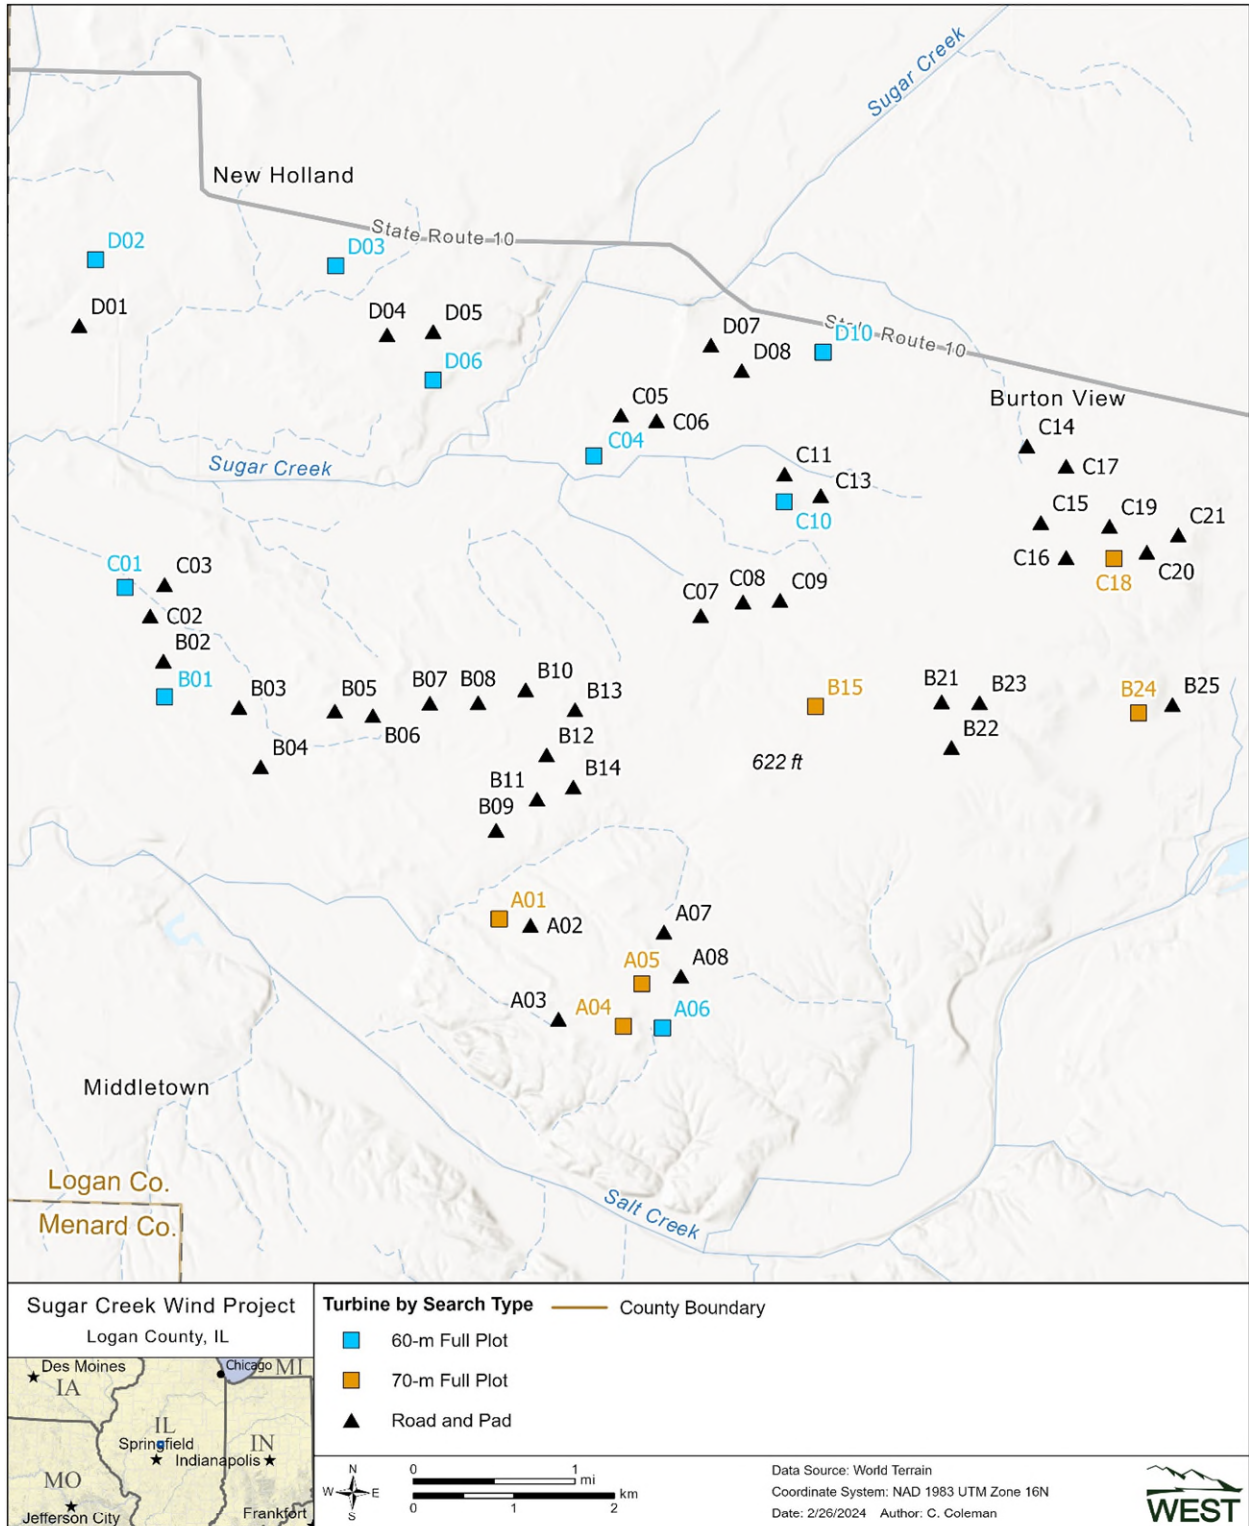 Sugar Creek
New Holland
State Route 10
D02
D03
D01
D04
D05
D06
D07
D08
State Route 10
D10
Burton View
C05
C06
C04
C14
C17
Sugar Creek
C11
C13
C10
C15
C19
C21
C16
C18
C20
C01
C03
C02
C07
C08
C09
B02
B01
B03
B05
B06
B07
B08
B10
B13
B15
B21
B23
B24
B25
B22
B04
B12
B14
B11
B09
622 ft
A01
A02
A07
A05
A08
A03
A04
A06
Middletown
Logan Co.
Menard Co.
Salt Creek
Sugar Creek Wind Project
Logan County, IL
Des Moines
IA
Chicago
MI
IL
Springfield
Indianapolis
IN
MO
Jefferson City
Frankfort
Turbine by Search Type
County Boundary
60-m Full Plot
70-m Full Plot
Road and Pad
N
W E
S
0 1
mi
0 1 2
km
Data Source: World Terrain
Coordinate System: NAD 1983 UTM Zone 16N
Date: 2/26/2024 Author: C. Coleman
WEST